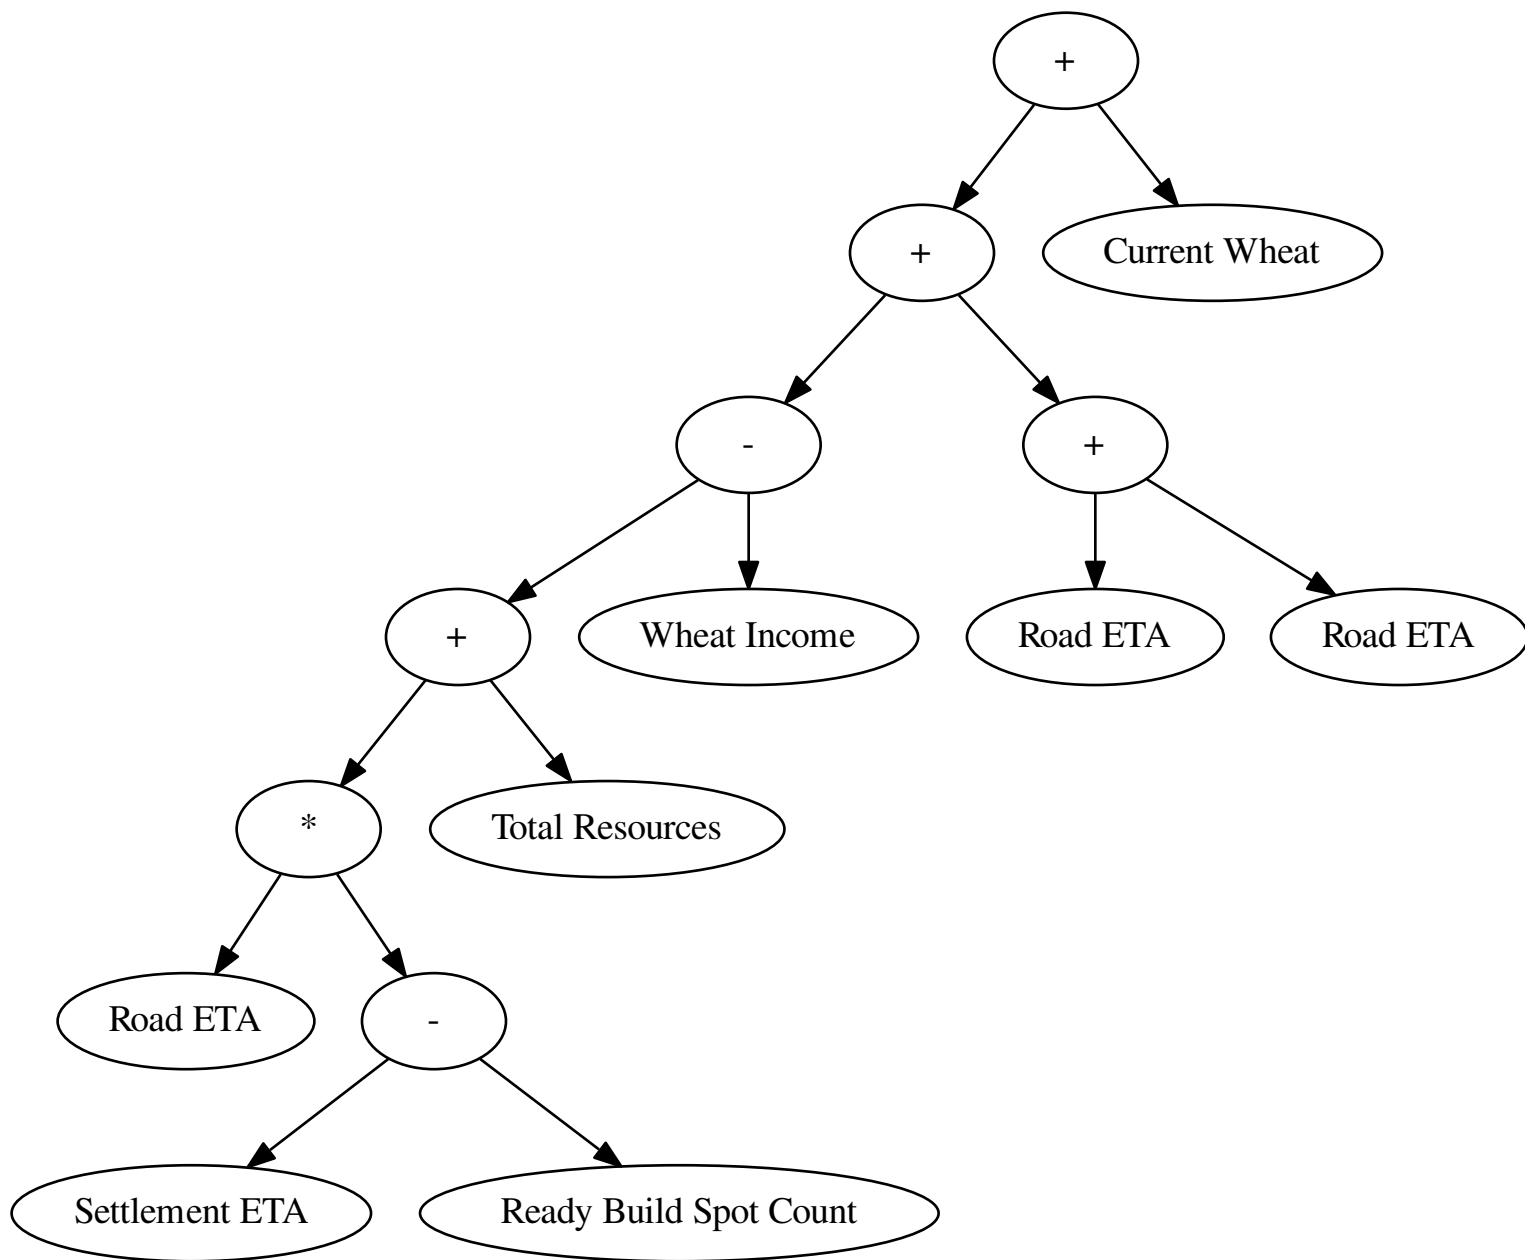 +
+
Current Wheat
-
+
+
Wheat Income
Road ETA
Road ETA
*
Total Resources
Road ETA
-
Settlement ETA
Ready Build Spot Count